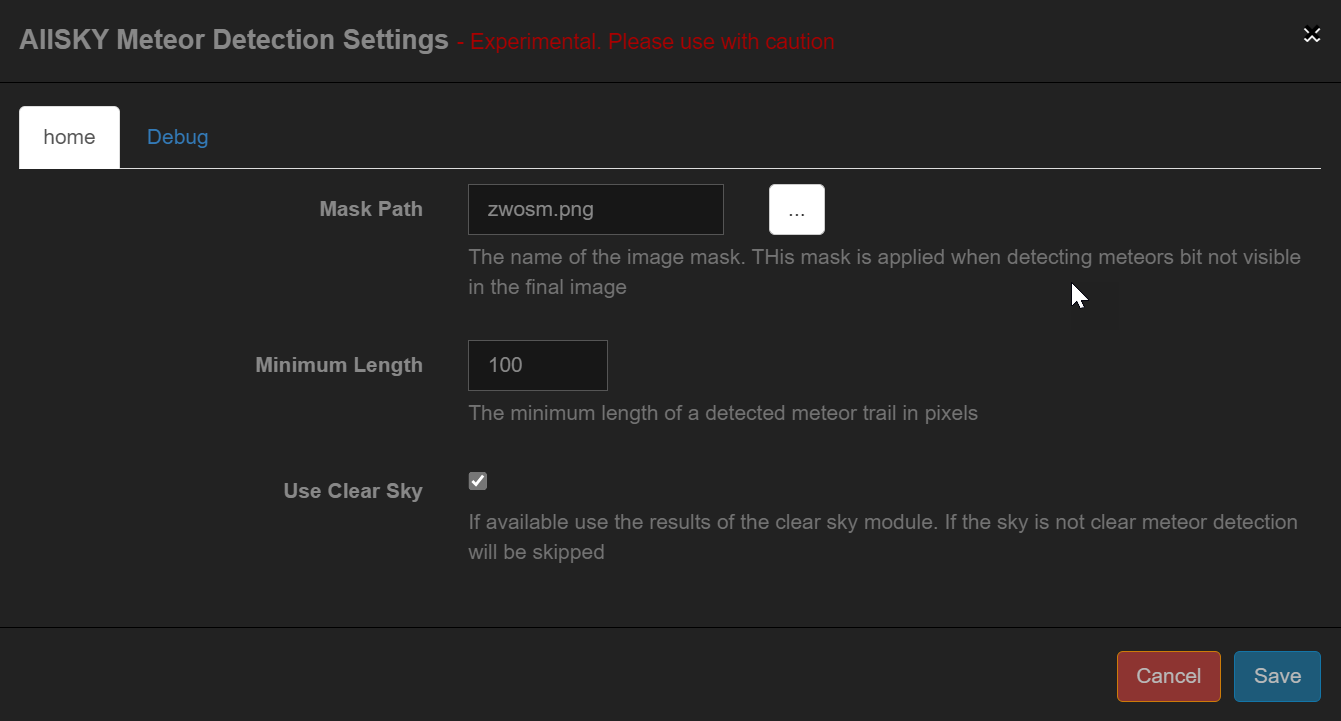 AllSKY Meteor Detection Settings - Experimental. Please use with caution
home
Debug
Mask Path
zwosm.png
...
The name of the image mask. THis mask is applied when detecting meteors bit not visible
in the final image
Minimum Length
100
The minimum length of a detected meteor trail in pixels
Use Clear Sky
If available use the results of the clear sky module. If the sky is not clear meteor detection
will be skipped
Cancel
Save